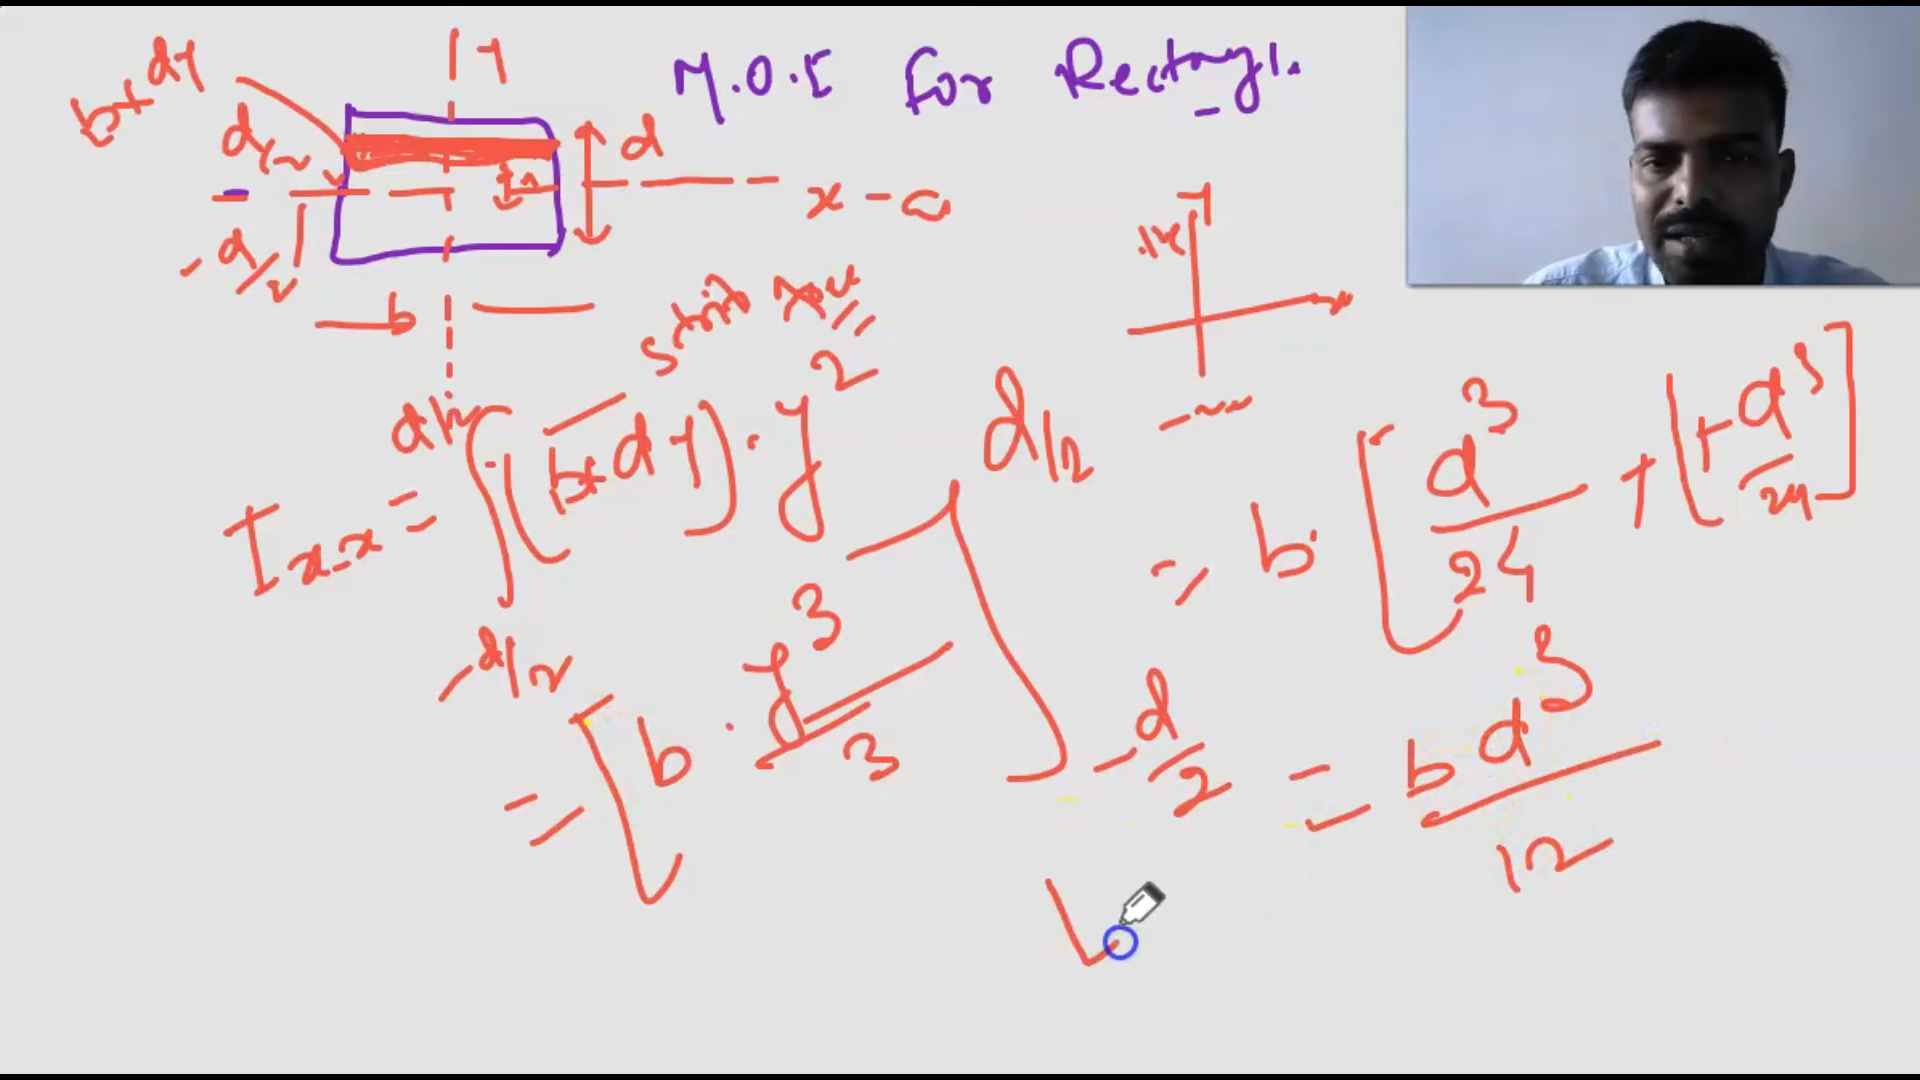 M.O.I for Rectangl.
b×dy
y
d/2
d
x - a
-d/2
b
y
strip area
I x-x = ∫ (b×dy) · y²
d/2
-d/2
= [b · y³/3]
d/2
-d/2
= b · [d³/24 + [+d³/24]]
= bd³/12